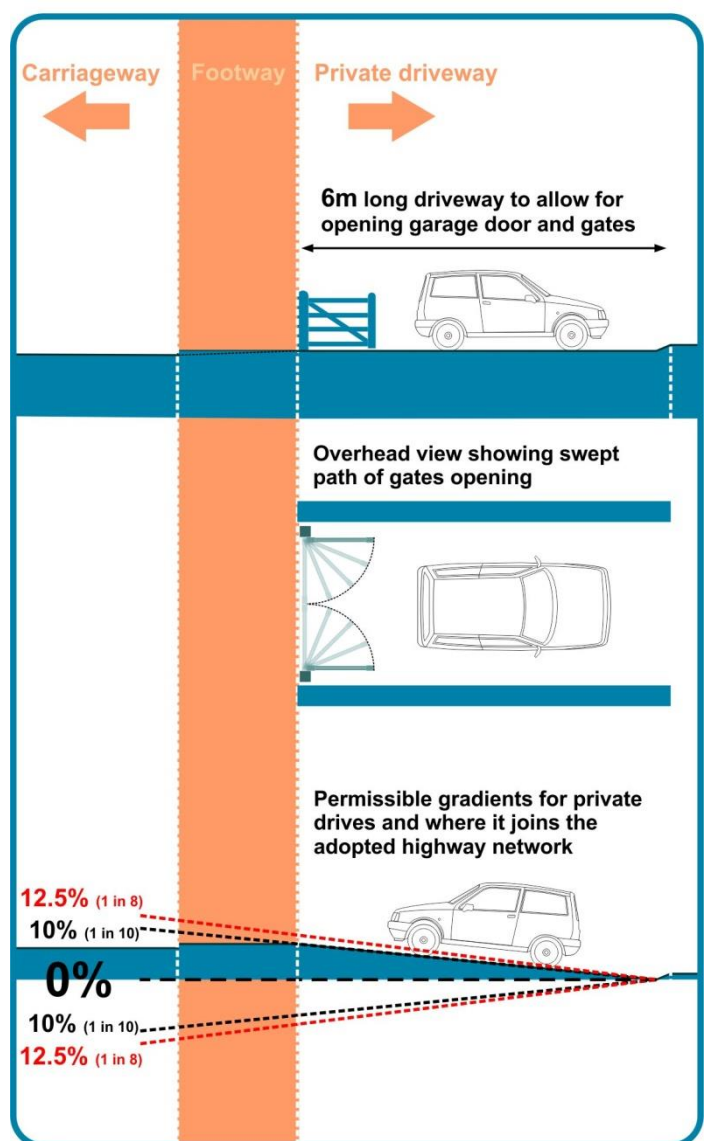 Carriageway
Footway
Private driveway
6m long driveway to allow for
opening garage door and gates
Overhead view showing swept
path of gates opening
Permissible gradients for private
drives and where it joins the
adopted highway network
12.5% (1 in 8)
10% (1 in 10)
0%
10% (1 in 10)
12.5% (1 in 8)